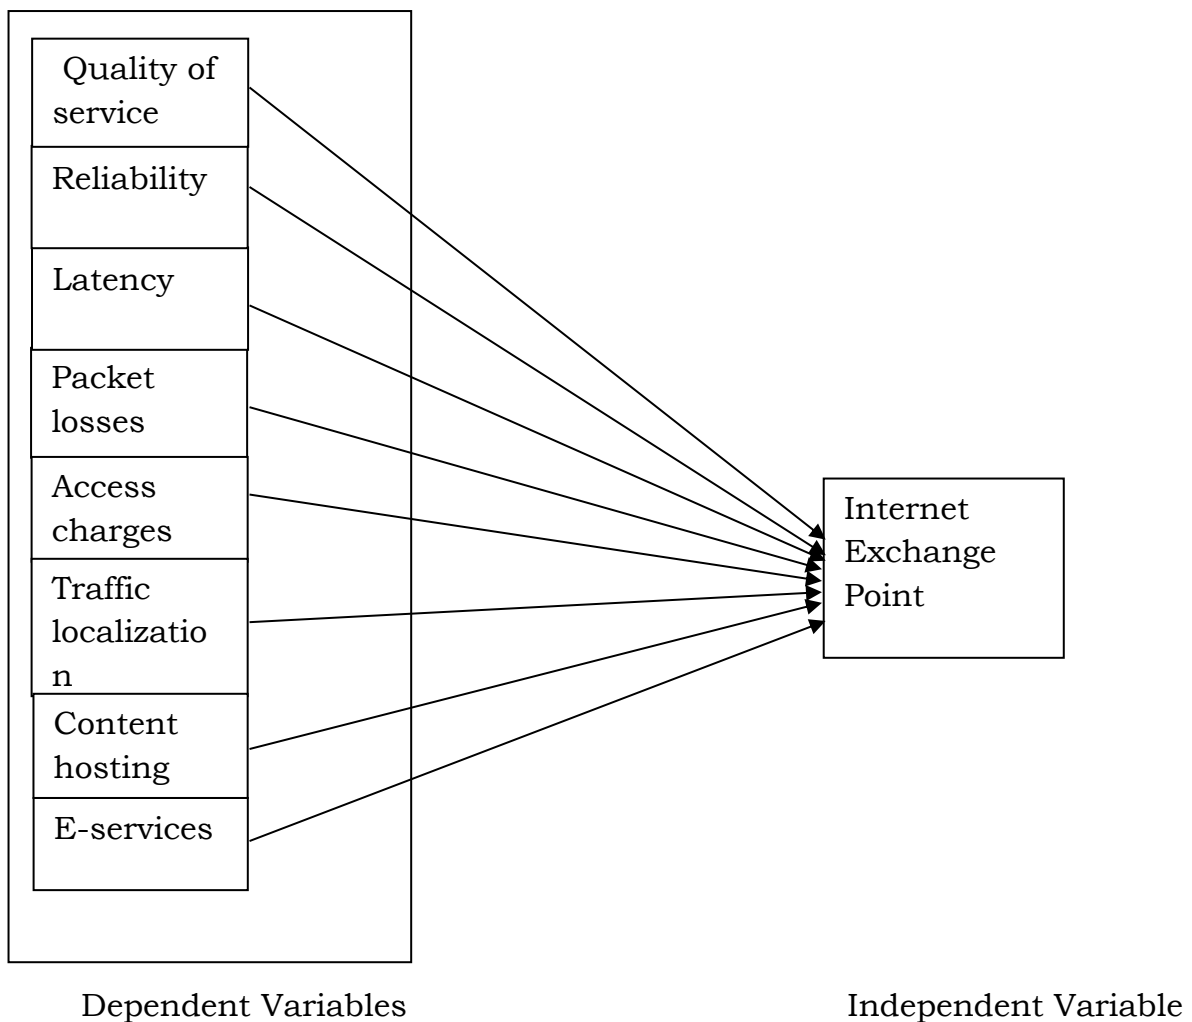 Quality of
service
Reliability
Latency
Packet
losses
Access
charges
Traffic
localizatio
n
Content
hosting
E-services
Internet
Exchange
Point
Dependent Variables
Independent Variable